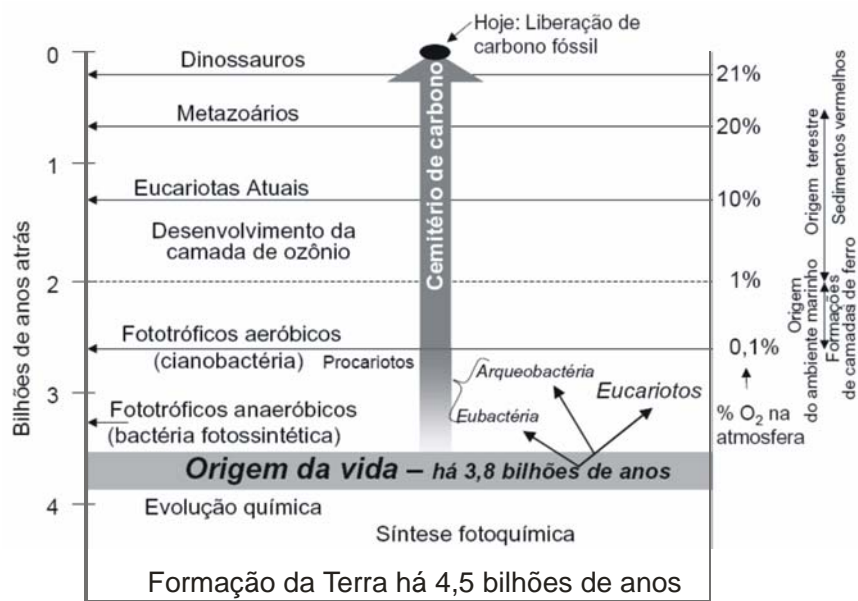 Hoje: Liberação de
carbono fóssil
0
Dinossauros
21%
Metazoários
20%
1
Eucariotas Atuais
10%
Desenvolvimento da
camada de ozônio
2
1%
Fototróficos aeróbicos
(cianobactéria)
Procariotos
0,1%
Arqueobactéria
Eucariotos
3
Eubactéria
Fototróficos anaeróbicos
(bactéria fotossintética)
% O2 na
atmosfera
Origem da vida – há 3,8 bilhões de anos
4
Evolução química
Síntese fotoquímica
Formação da Terra há 4,5 bilhões de anos
Bilhões de anos atrás
Cemitério de carbono
Origem terestre
Sedimentos vermelhos
Origem
do ambiente marinho
Formações
de camadas de ferro